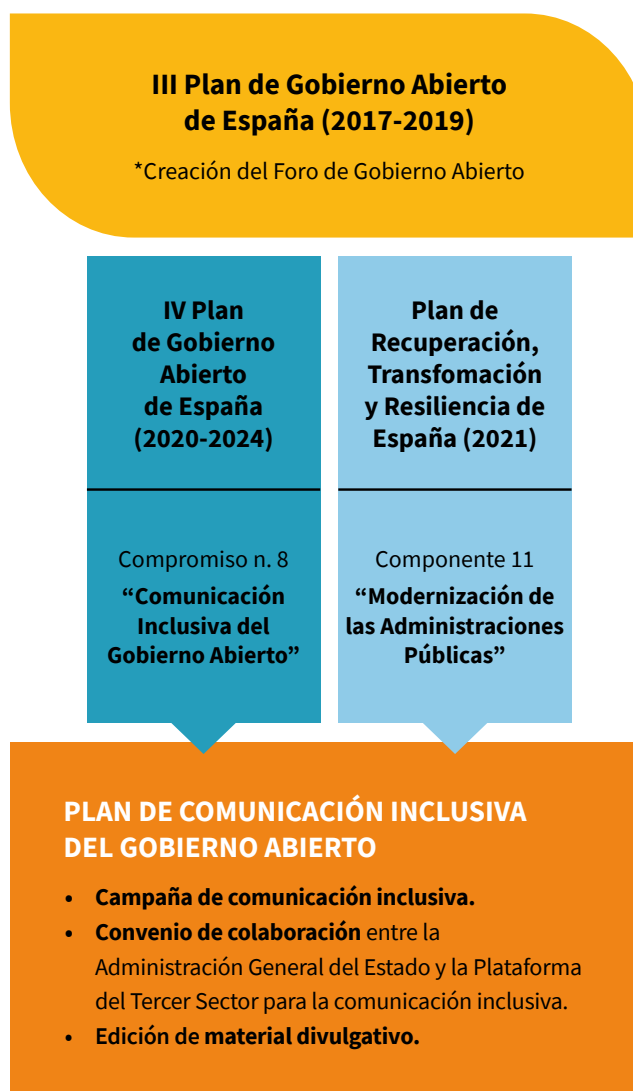 III Plan de Gobierno Abierto
de España (2017-2019)
*Creación del Foro de Gobierno Abierto
IV Plan
de Gobierno
Abierto
de España
(2020-2024)
Compromiso n. 8
“Comunicación
Inclusiva del
Gobierno Abierto”
Plan de
Recuperación,
Transfomación
y Resiliencia de
España (2021)
Componente 11
“Modernización de
las Administraciones
Públicas”
PLAN DE COMUNICACIÓN INCLUSIVA
DEL GOBIERNO ABIERTO
• Campaña de comunicación inclusiva.
• Convenio de colaboración entre la
Administración General del Estado y la Plataforma
del Tercer Sector para la comunicación inclusiva.
• Edición de material divulgativo.